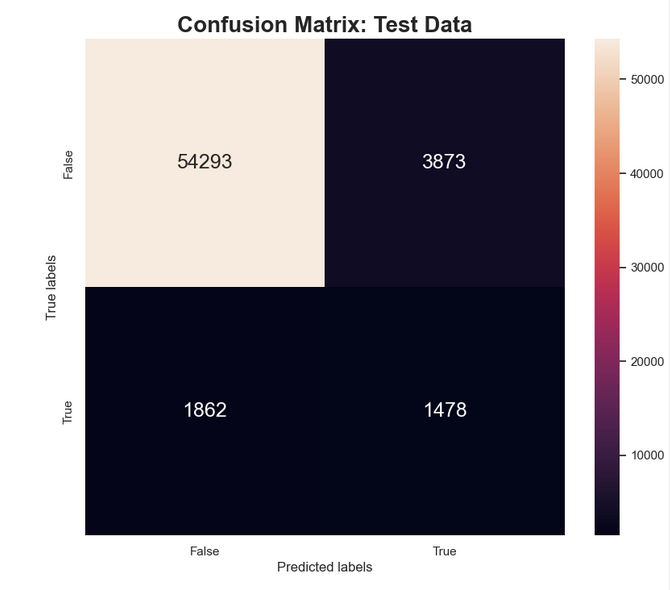 Confusion Matrix: Test Data
54293
3873
1862
1478
False
True
True labels
False
True
Predicted labels
50000
40000
30000
20000
10000